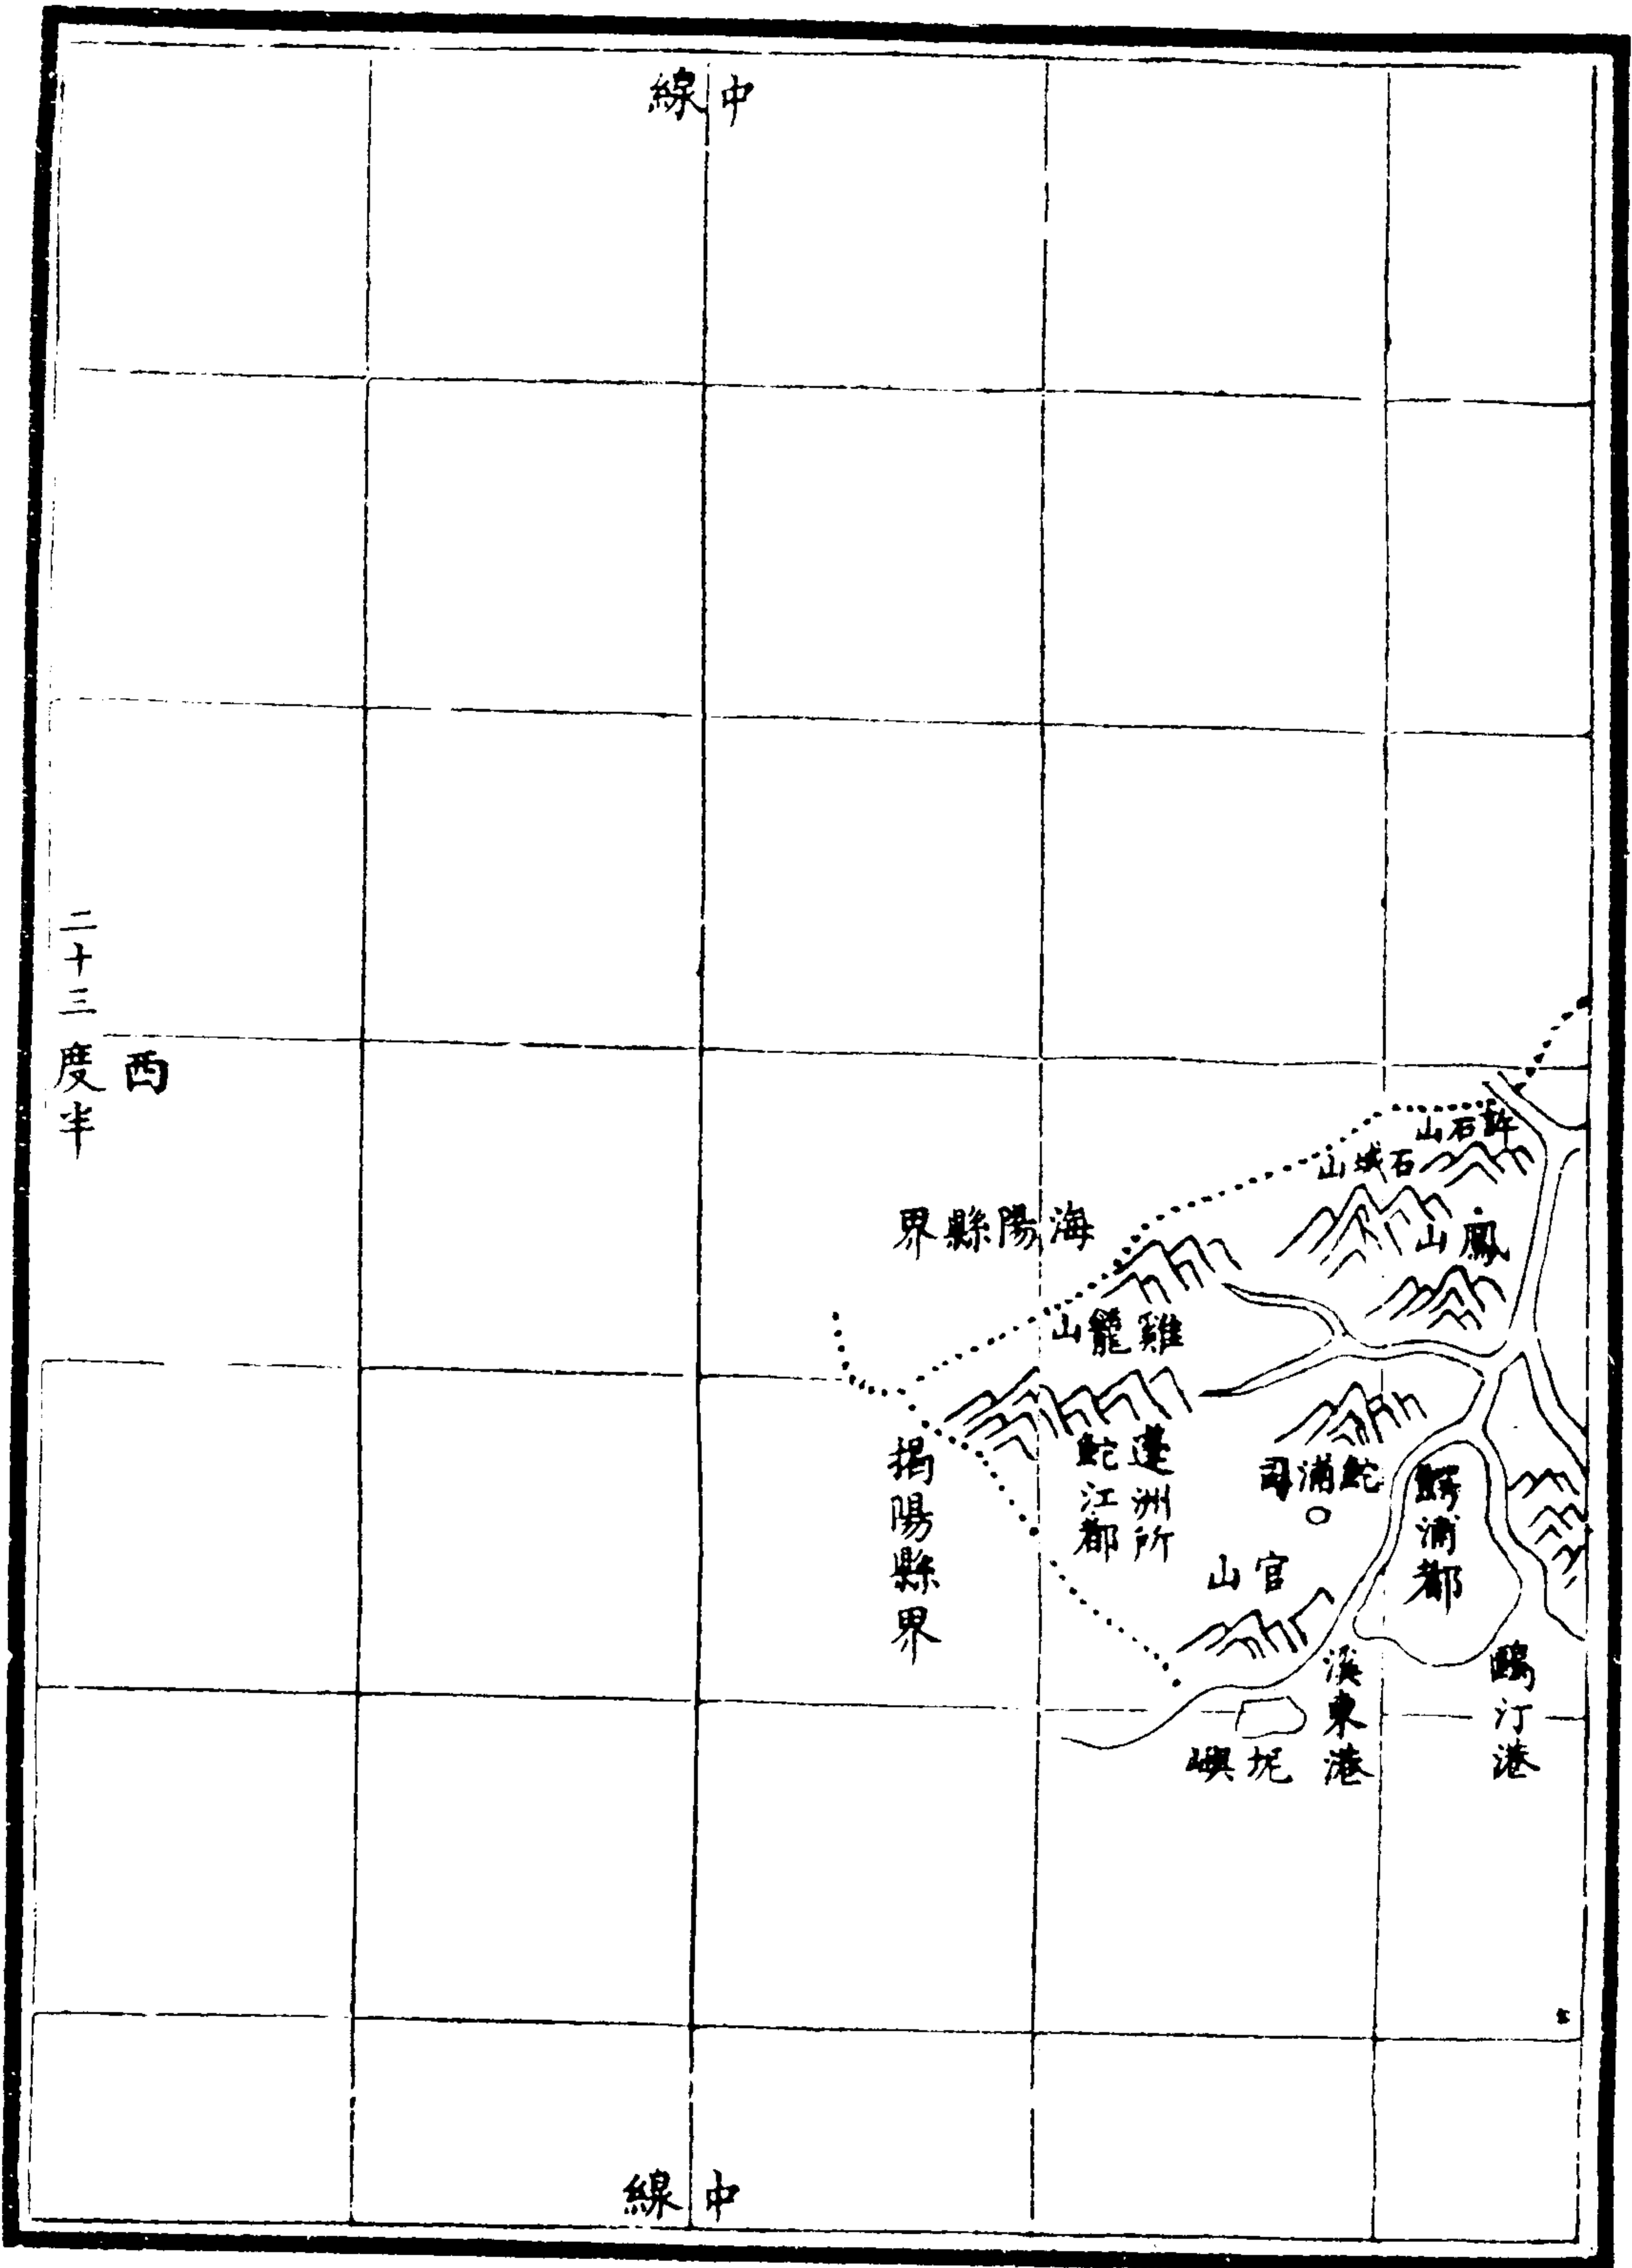 中線
許石山
石城山
鳳山
海陽縣界
雞籠山
蓬洲所
鮀江都
鮀浦司
鱷浦都
官山
揭陽縣界
鷗汀港
溪東港
坭嶼
西
二十三度半
中線